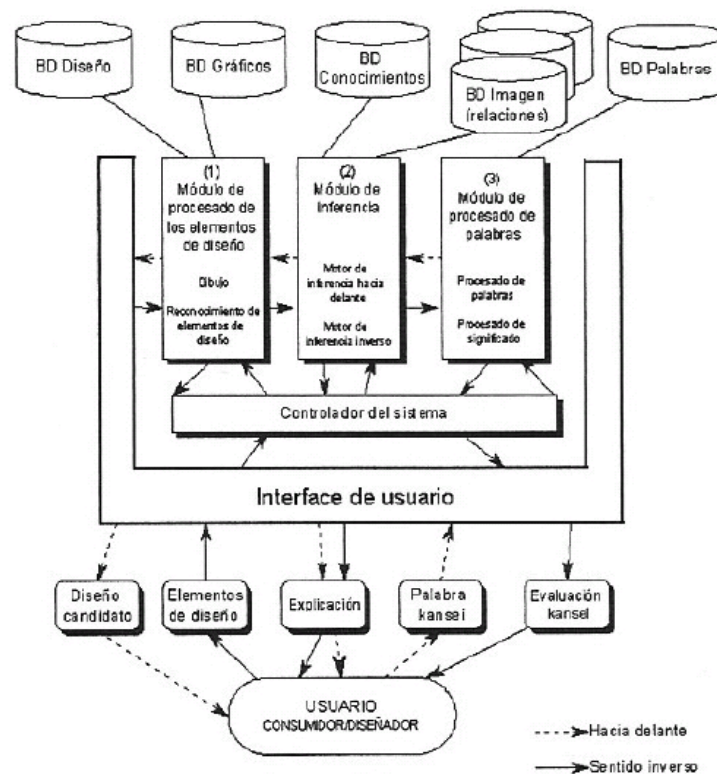 BD Diseño
BD Gráficos
BD
Conocimientos
BD Imagen
(relaciones)
BD Palabras
(1)
Módulo de
procesado de
los elementos
de diseño
Dibujo
Reconocimiento de
elementos de
diseño
(2)
Módulo de
inferencia
Motor de
inferencia hacia
delante
Motor de
inferencia inverso
(3)
Módulo de
procesado de
palabras
Procesado de
palabras
Procesado de
significado
Controlador del sistema
Interface de usuario
Diseño
candidato
Elementos
de diseño
Explicación
Palabra
kansei
Evaluación
kansei
USUARIO
CONSUMIDOR/DISEÑADOR
Hacia delante
Sentido inverso